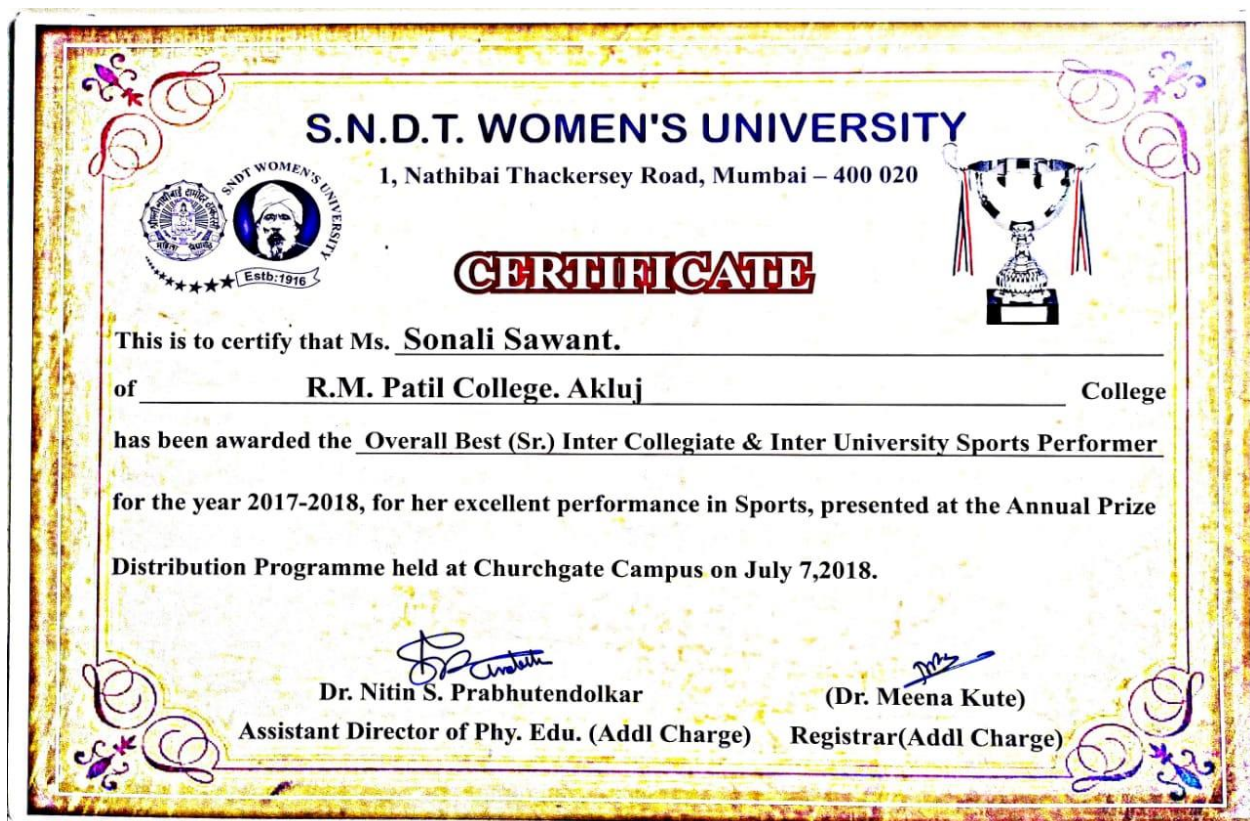 S.N.D.T. WOMEN'S UNIVERSITY
1, Nathibai Thackersey Road, Mumbai – 400 020
SNDT WOMEN'S UNIVERSITY
Estb:1916
CERTIFICATE
This is to certify that Ms. Sonali Sawant.
of R.M. Patil College. Akluj College
has been awarded the Overall Best (Sr.) Inter Collegiate & Inter University Sports Performer
for the year 2017-2018, for her excellent performance in Sports, presented at the Annual Prize
Distribution Programme held at Churchgate Campus on July 7,2018.
Dr. Nitin S. Prabhutendolkar (Dr. Meena Kute)
Assistant Director of Phy. Edu. (Addl Charge) Registrar(Addl Charge)